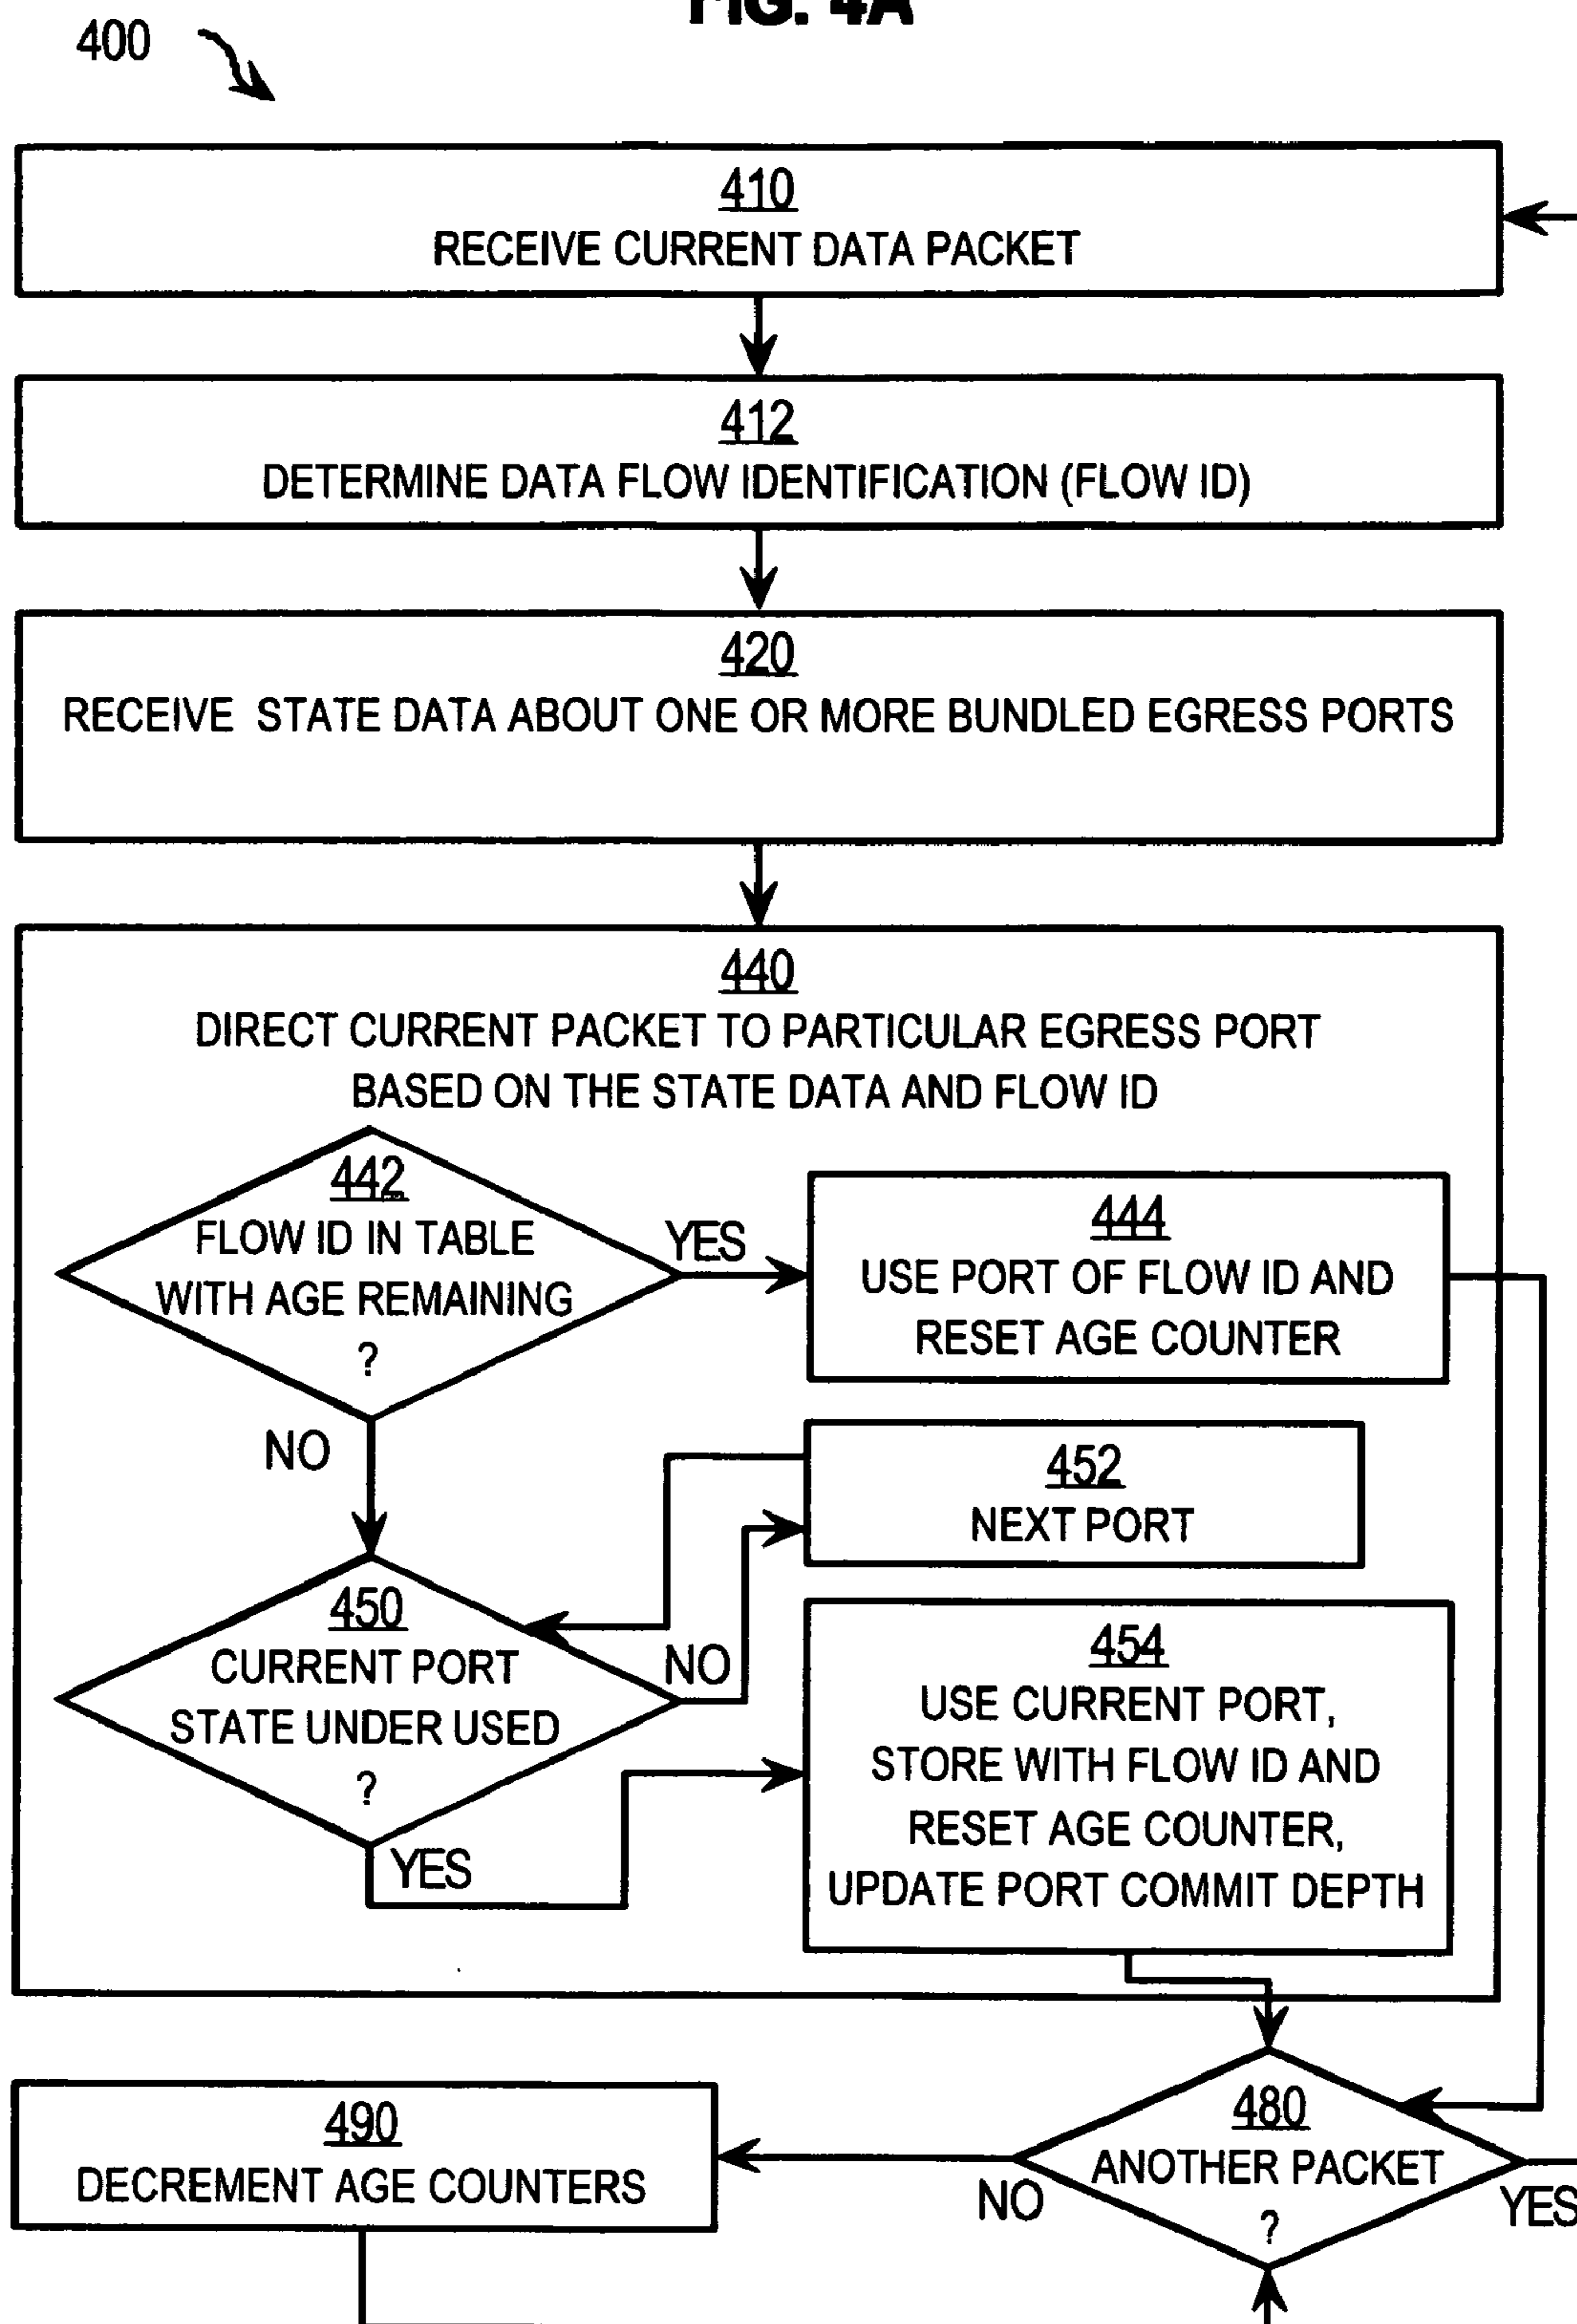 FIG. 4A
400
410
RECEIVE CURRENT DATA PACKET
412
DETERMINE DATA FLOW IDENTIFICATION (FLOW ID)
420
RECEIVE STATE DATA ABOUT ONE OR MORE BUNDLED EGRESS PORTS
440
DIRECT CURRENT PACKET TO PARTICULAR EGRESS PORT
BASED ON THE STATE DATA AND FLOW ID
442
FLOW ID IN TABLE
WITH AGE REMAINING
?
YES
444
USE PORT OF FLOW ID AND
RESET AGE COUNTER
NO
452
NEXT PORT
450
CURRENT PORT
STATE UNDER USED
?
NO
YES
454
USE CURRENT PORT,
STORE WITH FLOW ID AND
RESET AGE COUNTER,
UPDATE PORT COMMIT DEPTH
490
DECREMENT AGE COUNTERS
480
ANOTHER PACKET
?
NO
YES